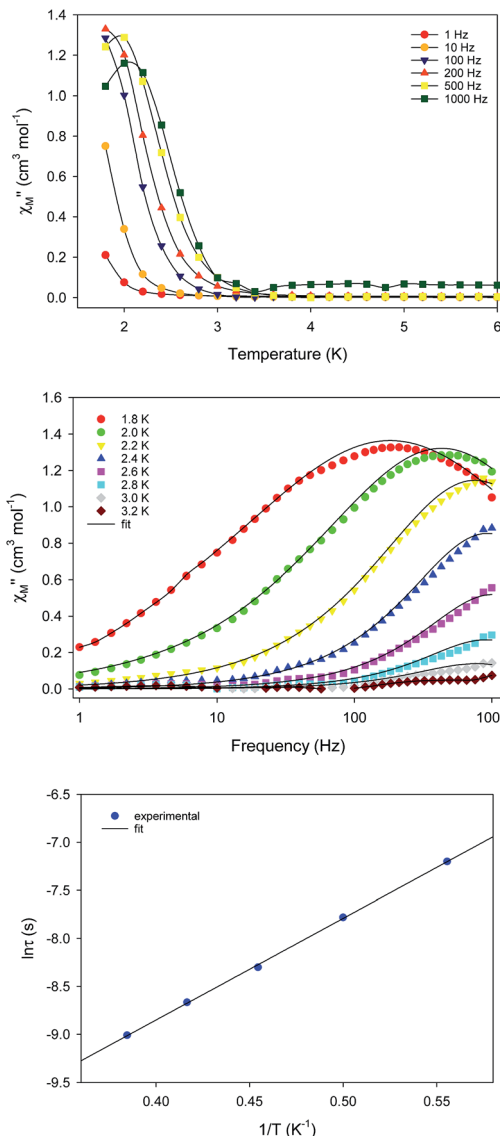 1.4
1.2
1.0
0.8
0.6
0.4
0.2
0.0
χM" (cm3 mol-1)
1 Hz
10 Hz
100 Hz
200 Hz
500 Hz
1000 Hz
2 3 4 5 6
Temperature (K)
1.6
1.4
1.2
1.0
0.8
0.6
0.4
0.2
0.0
χM" (cm3 mol-1)
1.8 K
2.0 K
2.2 K
2.4 K
2.6 K
2.8 K
3.0 K
3.2 K
fit
1 10 100 100
Frequency (Hz)
-6.5
-7.0
-7.5
-8.0
-8.5
-9.0
-9.5
lnτ (s)
experimental
fit
0.40 0.45 0.50 0.55
1/T (K-1)